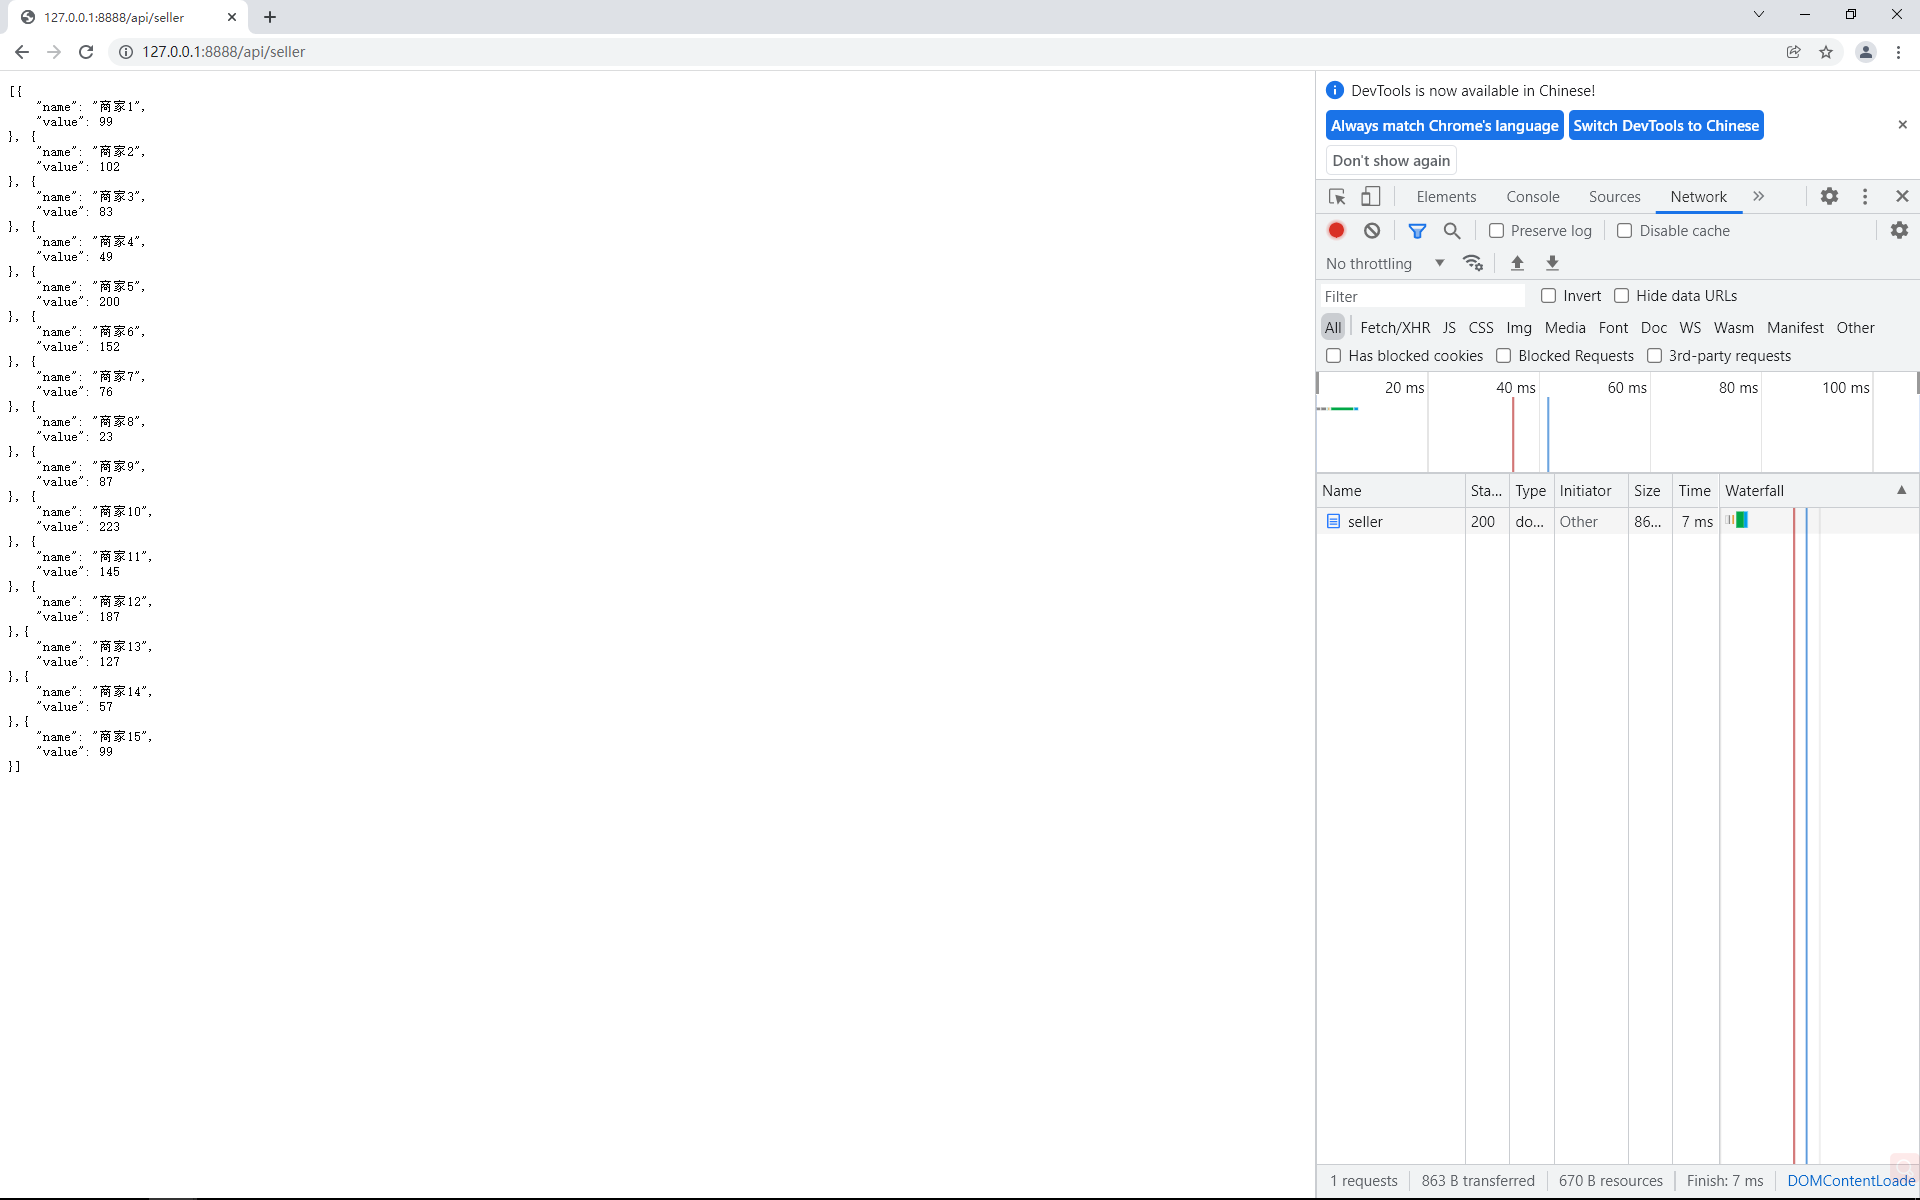 127.0.0.1:8888/api/seller
127.0.0.1:8888/api/seller
[{
    "name": "商家1",
    "value": 99
}, {
    "name": "商家2",
    "value": 102
}, {
    "name": "商家3",
    "value": 83
}, {
    "name": "商家4",
    "value": 49
}, {
    "name": "商家5",
    "value": 200
}, {
    "name": "商家6",
    "value": 152
}, {
    "name": "商家7",
    "value": 76
}, {
    "name": "商家8",
    "value": 23
}, {
    "name": "商家9",
    "value": 87
}, {
    "name": "商家10",
    "value": 223
}, {
    "name": "商家11",
    "value": 145
}, {
    "name": "商家12",
    "value": 187
},{
    "name": "商家13",
    "value": 127
},{
    "name": "商家14",
    "value": 57
},{
    "name": "商家15",
    "value": 99
}]
DevTools is now available in Chinese!
Always match Chrome's language Switch DevTools to Chinese
Don't show again
Elements Console Sources Network
Preserve log Disable cache
No throttling
Filter Invert Hide data URLs
All Fetch/XHR JS CSS Img Media Font Doc WS Wasm Manifest Other
Has blocked cookies Blocked Requests 3rd-party requests
20 ms 40 ms 60 ms 80 ms 100 ms
Name Sta... Type Initiator Size Time Waterfall
seller 200 do... Other 86... 7 ms
1 requests 863 B transferred 670 B resources Finish: 7 ms DOMContentLoade